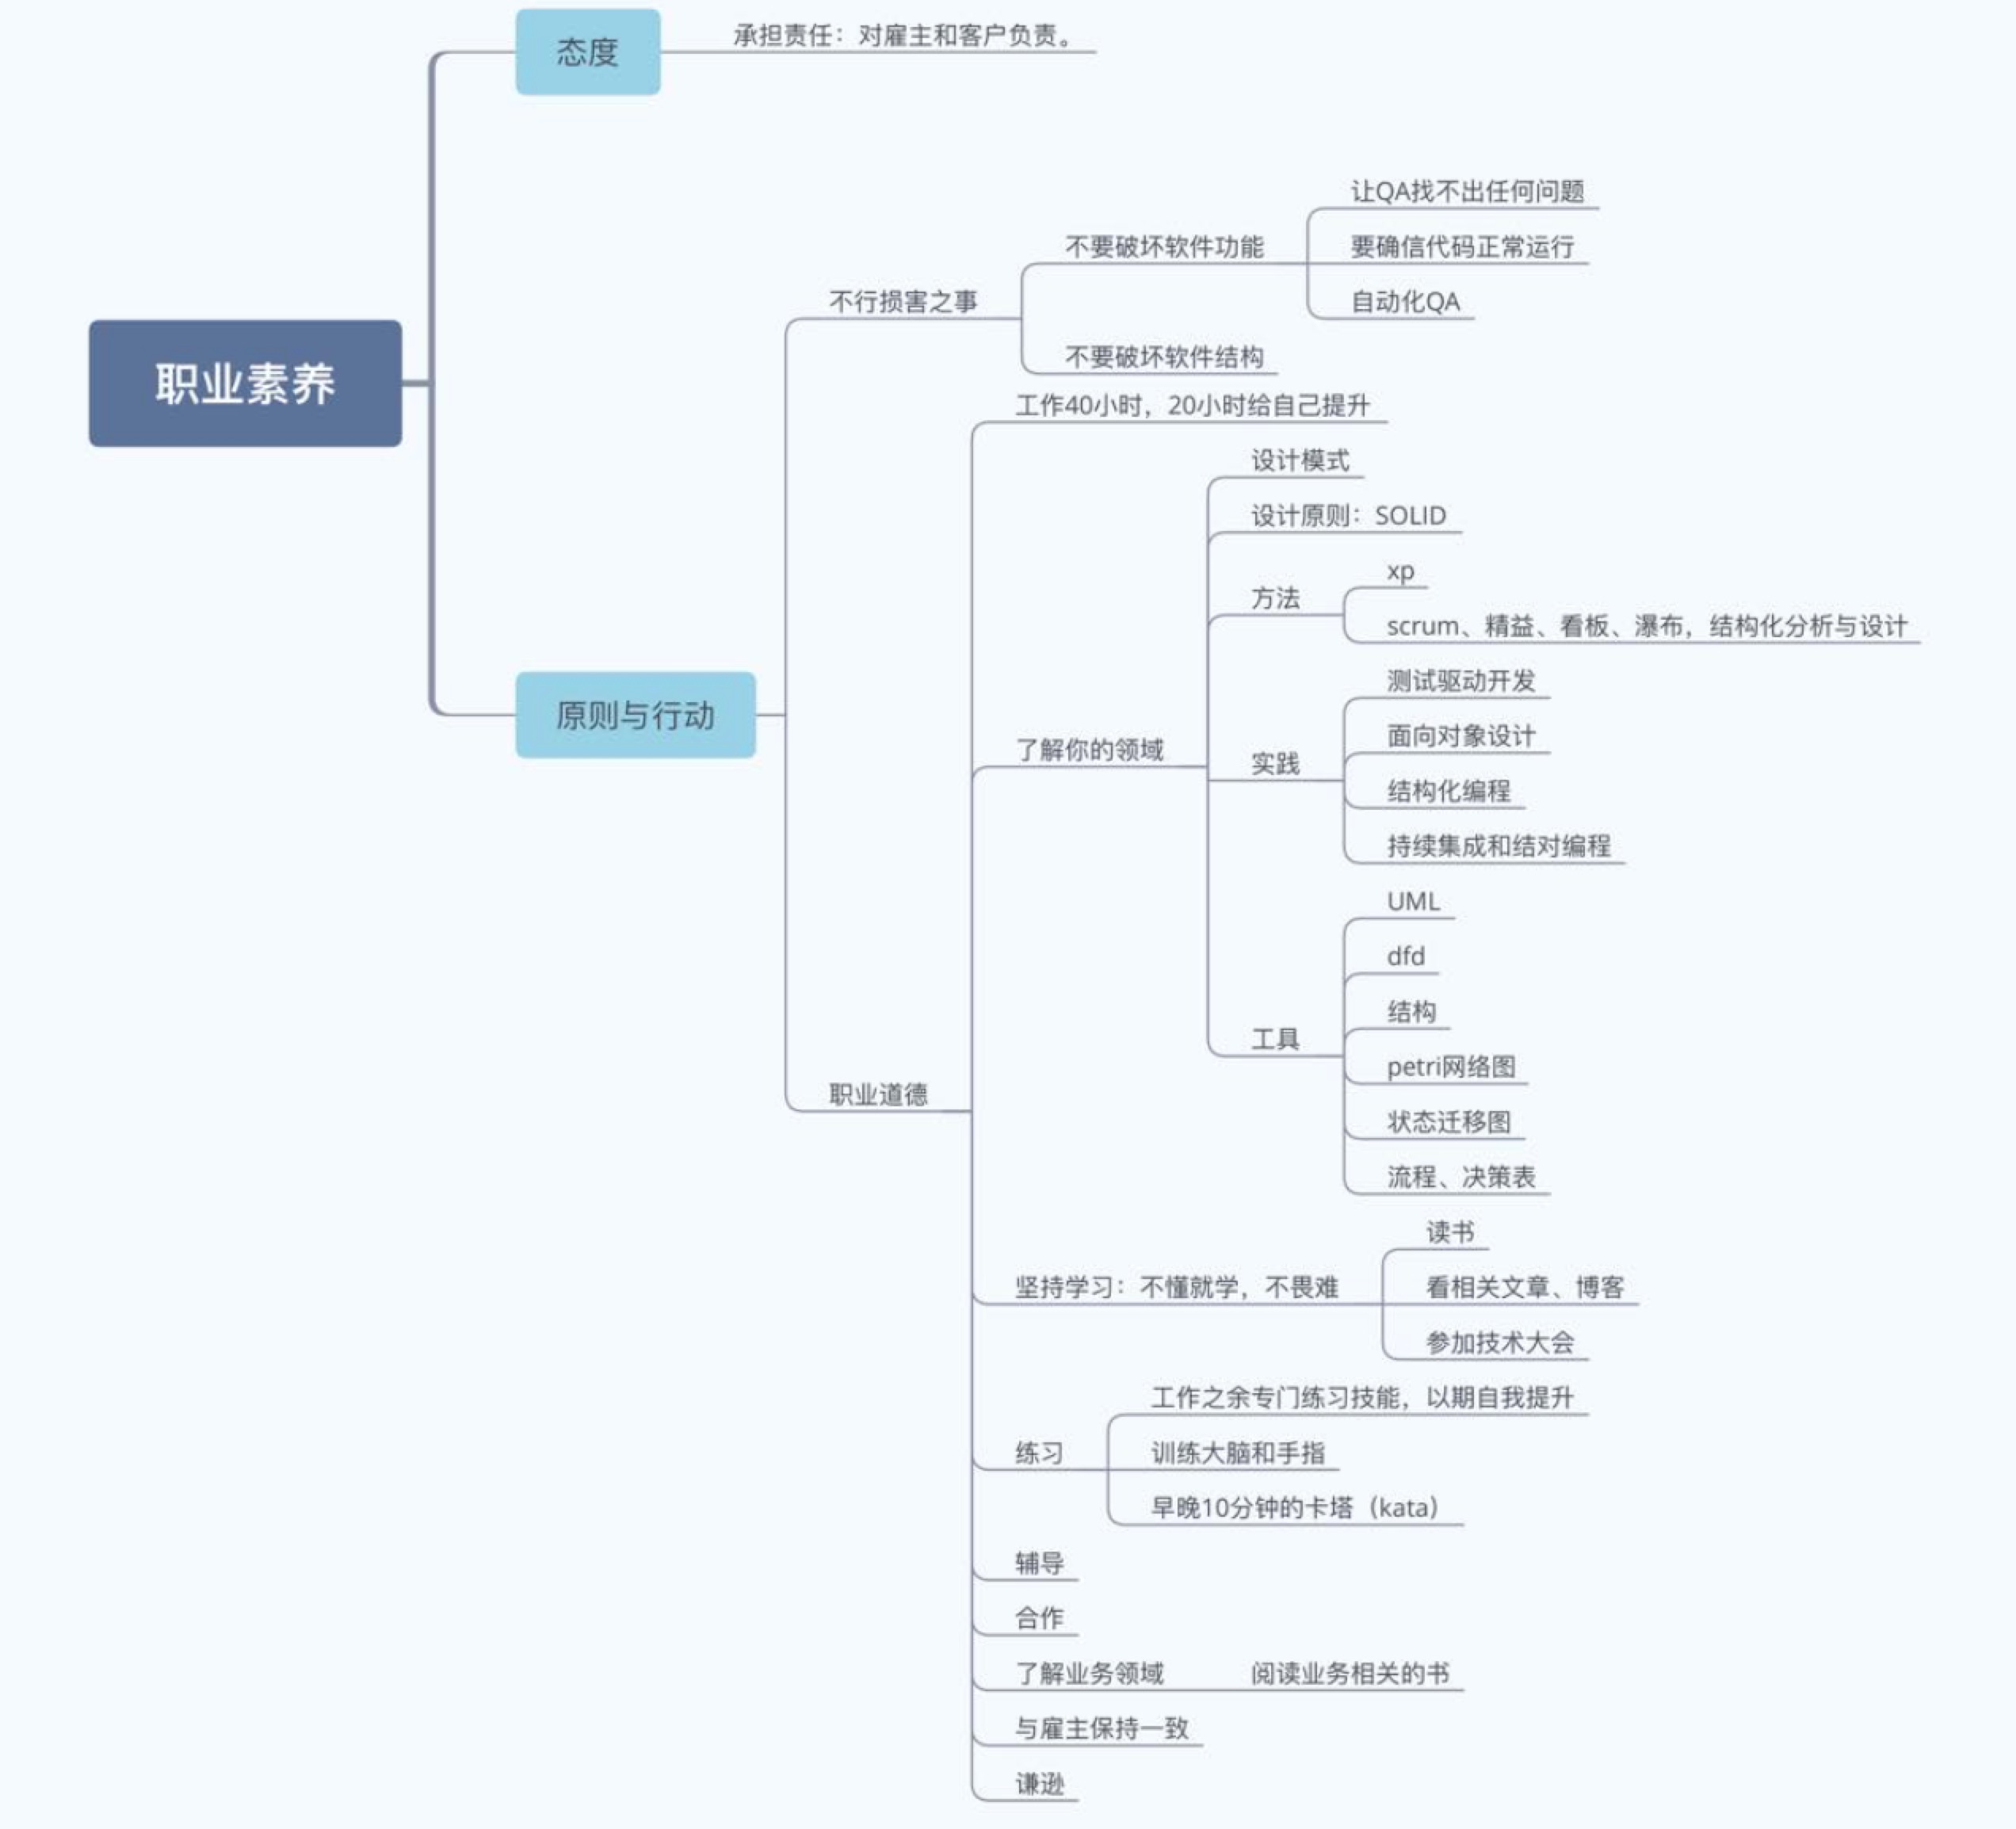 态度
承担责任：对雇主和客户负责。
让QA找不出任何问题
不要破坏软件功能
要确信代码正常运行
不行损害之事
自动化QA
不要破坏软件结构
职业素养
工作40小时，20小时给自己提升
设计模式
设计原则：SOLID
xp
方法
scrum、精益、看板、瀑布，结构化分析与设计
测试驱动开发
原则与行动
面向对象设计
了解你的领域
实践
结构化编程
持续集成和结对编程
UML
dfd
结构
工具
petri网络图
职业道德
状态迁移图
流程、决策表
读书
坚持学习：不懂就学，不畏难
看相关文章、博客
参加技术大会
工作之余专门练习技能，以期自我提升
练习
训练大脑和手指
早晚10分钟的卡塔（kata）
辅导
合作
了解业务领域
阅读业务相关的书
与雇主保持一致
谦逊